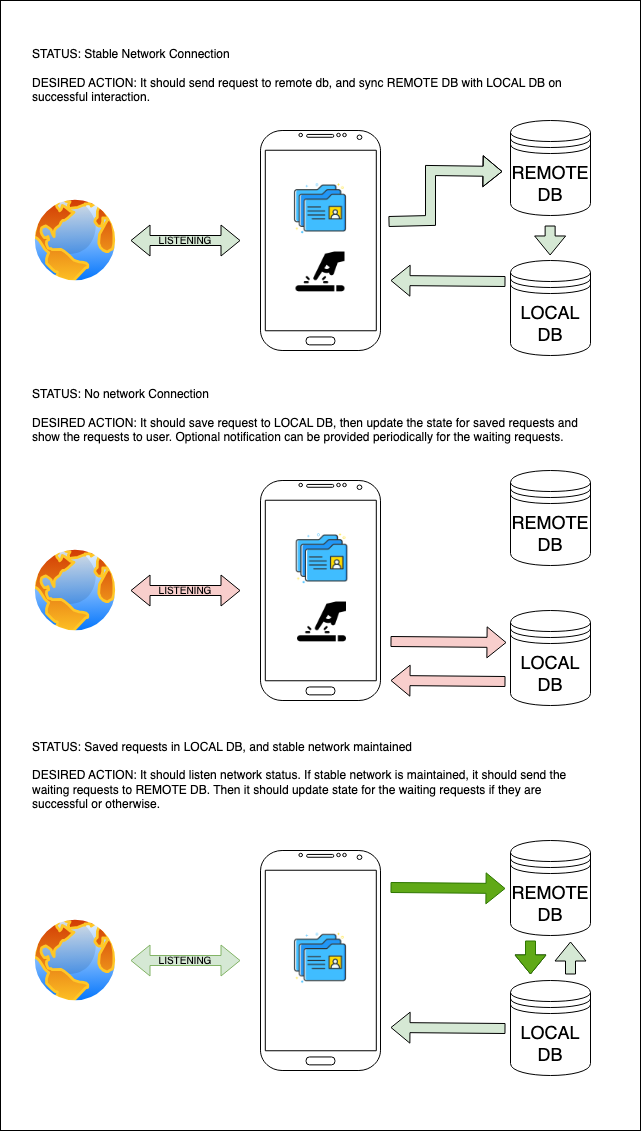 STATUS: Stable Network Connection
DESIRED ACTION: It should send request to remote db, and sync REMOTE DB with LOCAL DB on
successful interaction.
REMOTE
DB
LISTENING
LOCAL
DB
STATUS: No network Connection
DESIRED ACTION: It should save request to LOCAL DB, then update the state for saved requests and
show the requests to user. Optional notification can be provided periodically for the waiting requests.
REMOTE
DB
LISTENING
LOCAL
DB
STATUS: Saved requests in LOCAL DB, and stable network maintained
DESIRED ACTION: It should listen network status. If stable network is maintained, it should send the
waiting requests to REMOTE DB. Then it should update state for the waiting requests if they are
successful or otherwise.
REMOTE
DB
LISTENING
LOCAL
DB